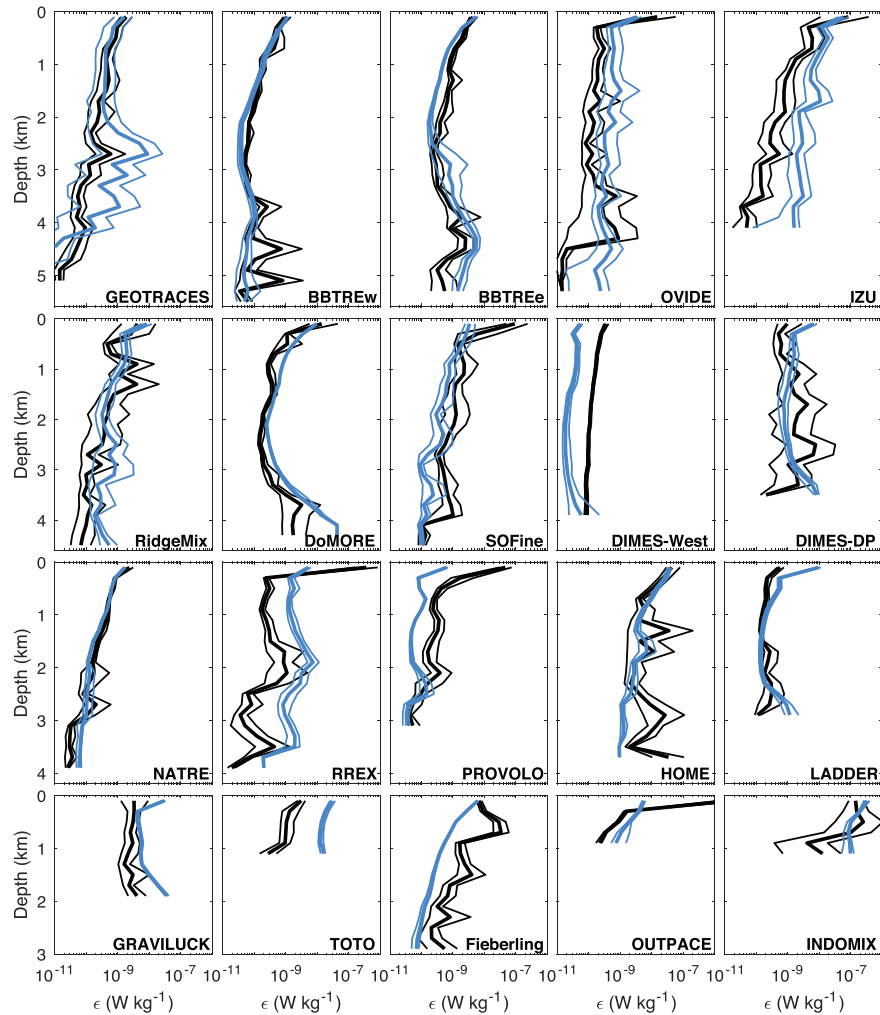 0
1
2
3
4
5
Depth (km)
GEOTRACES
BBTREw
BBTREe
OVIDE
IZU
0
1
2
3
4
Depth (km)
RidgeMix
DoMORE
SOFine
DIMES-West
DIMES-DP
0
1
2
3
4
Depth (km)
NATRE
RREX
PROVOLO
HOME
LADDER
0
1
2
3
Depth (km)
GRAVILUCK
TOTO
Fieberling
OUTPACE
INDOMIX
10^-11 10^-9 10^-7 10^-11 10^-9 10^-7 10^-11 10^-9 10^-7 10^-11 10^-9 10^-7 10^-11 10^-9 10^-7
ϵ (W kg^-1) ϵ (W kg^-1) ϵ (W kg^-1) ϵ (W kg^-1) ϵ (W kg^-1)